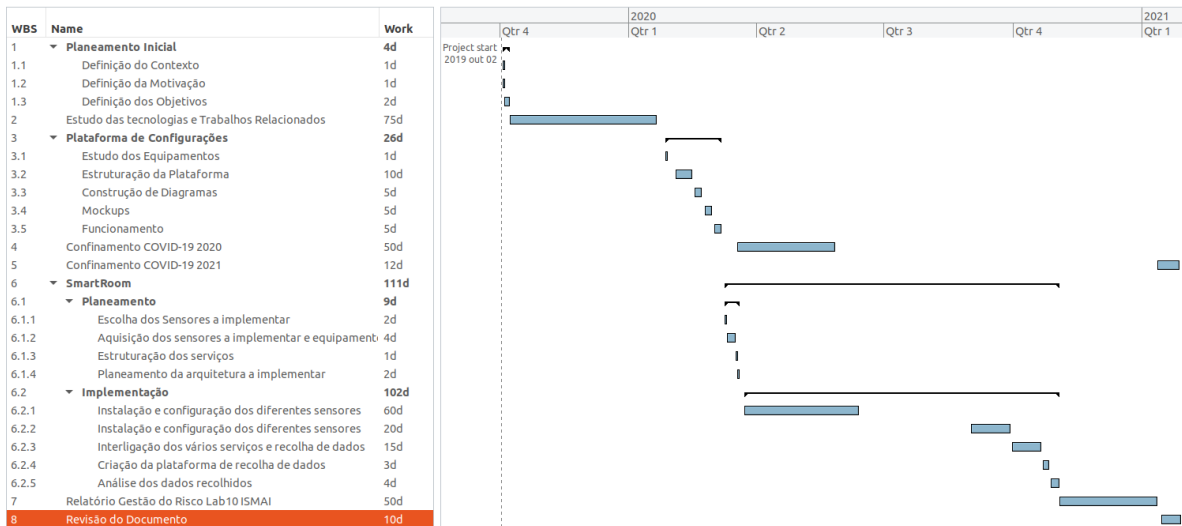 2020 2021
WBS Name Work Qtr 4 Qtr 1 Qtr 2 Qtr 3 Qtr 4 Qtr 1
1 Planeamento Inicial 4d
Project start
2019 out 02
1.1 Definição do Contexto 1d
1.2 Definição da Motivação 1d
1.3 Definição dos Objetivos 2d
2 Estudo das tecnologias e Trabalhos Relacionados 75d
3 Plataforma de Configurações 26d
3.1 Estudo dos Equipamentos 1d
3.2 Estruturação da Plataforma 10d
3.3 Construção de Diagramas 5d
3.4 Mockups 5d
3.5 Funcionamento 5d
4 Confinamento COVID-19 2020 50d
5 Confinamento COVID-19 2021 12d
6 SmartRoom 111d
6.1 Planeamento 9d
6.1.1 Escolha dos Sensores a implementar 2d
6.1.2 Aquisição dos sensores a implementar e equipament 4d
6.1.3 Estruturação dos serviços 1d
6.1.4 Planeamento da arquitetura a implementar 2d
6.2 Implementação 102d
6.2.1 Instalação e configuração dos diferentes sensores 60d
6.2.2 Instalação e configuração dos diferentes sensores 20d
6.2.3 Interligação dos vários serviços e recolha de dados 15d
6.2.4 Criação da plataforma de recolha de dados 3d
6.2.5 Análise dos dados recolhidos 4d
7 Relatório Gestão do Risco Lab10 ISMAI 50d
8 Revisão do Documento 10d